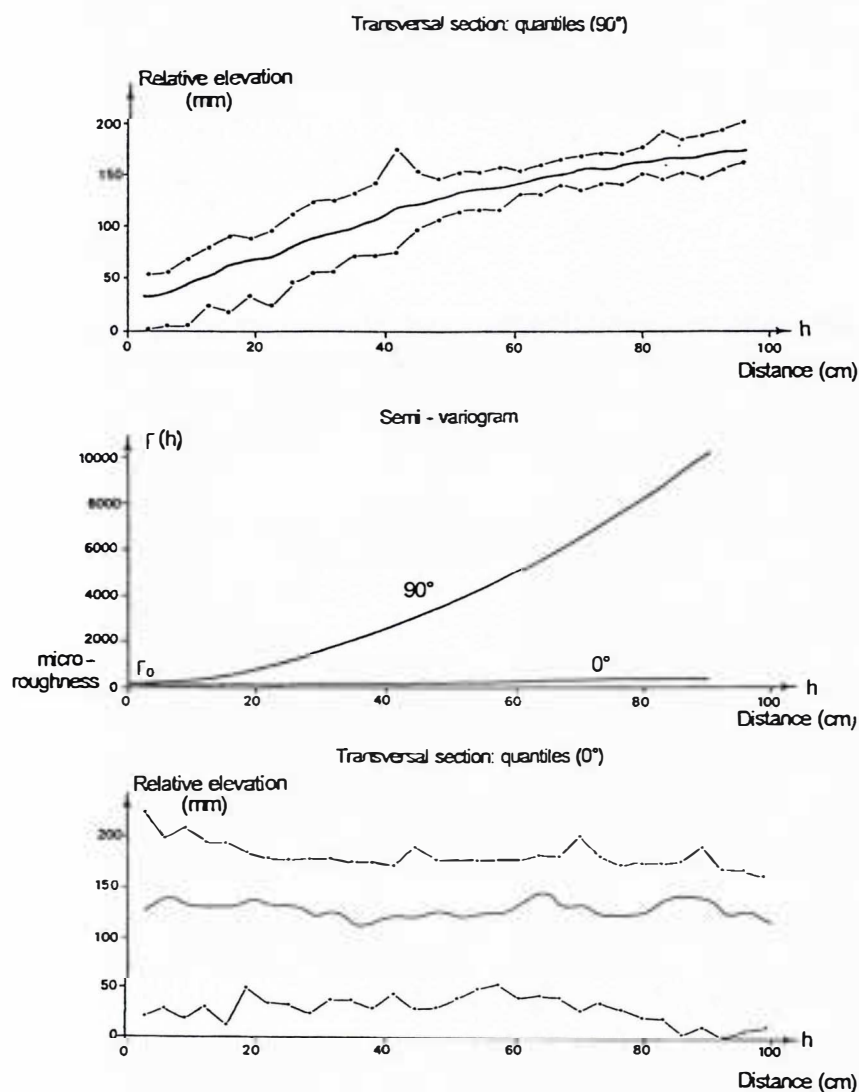 Transversal section: quantiles (90°)
Relative elevation
(mm)
200
150
100
50
0
0 20 40 60 80 100
h
Distance (cm)
Semi - variogram
Γ(h)
10000
8000
6000
4000
2000
0
90°
0°
micro -
roughness
Γo
0 20 40 60 80 100
h
Distance (cm)
Transversal section: quantiles (0°)
Relative elevation
(mm)
200
150
100
50
0
0 20 40 60 80 100
h
Distance (cm)